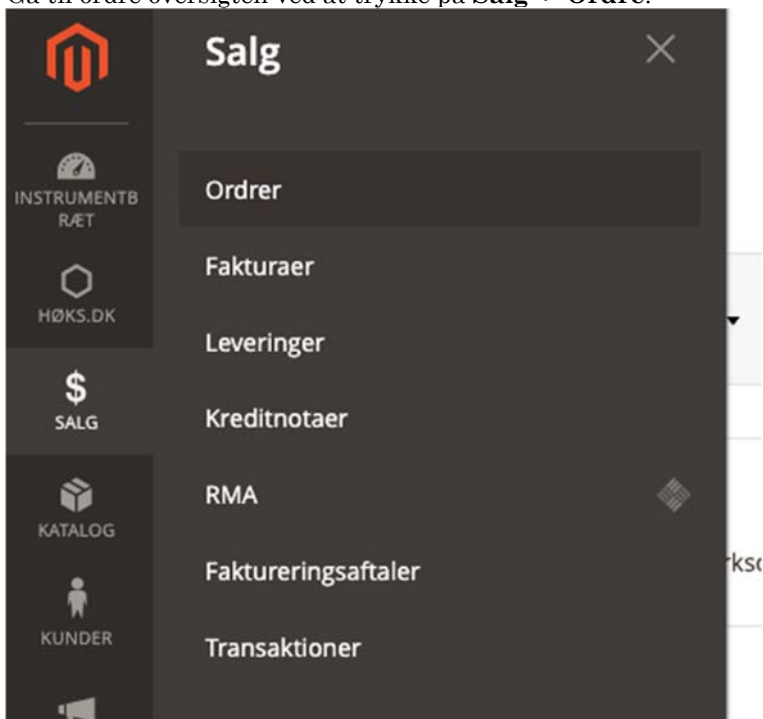 Gå til ordre oversigten ved at trykke på Salg → Ordre.
Salg
INSTRUMENTB
RÆT
HØKS.DK
$
SALG
KATALOG
KUNDER
Ordrer
Fakturaer
Leveringer
Kreditnotaer
RMA
Faktureringsaftaler
Transaktioner